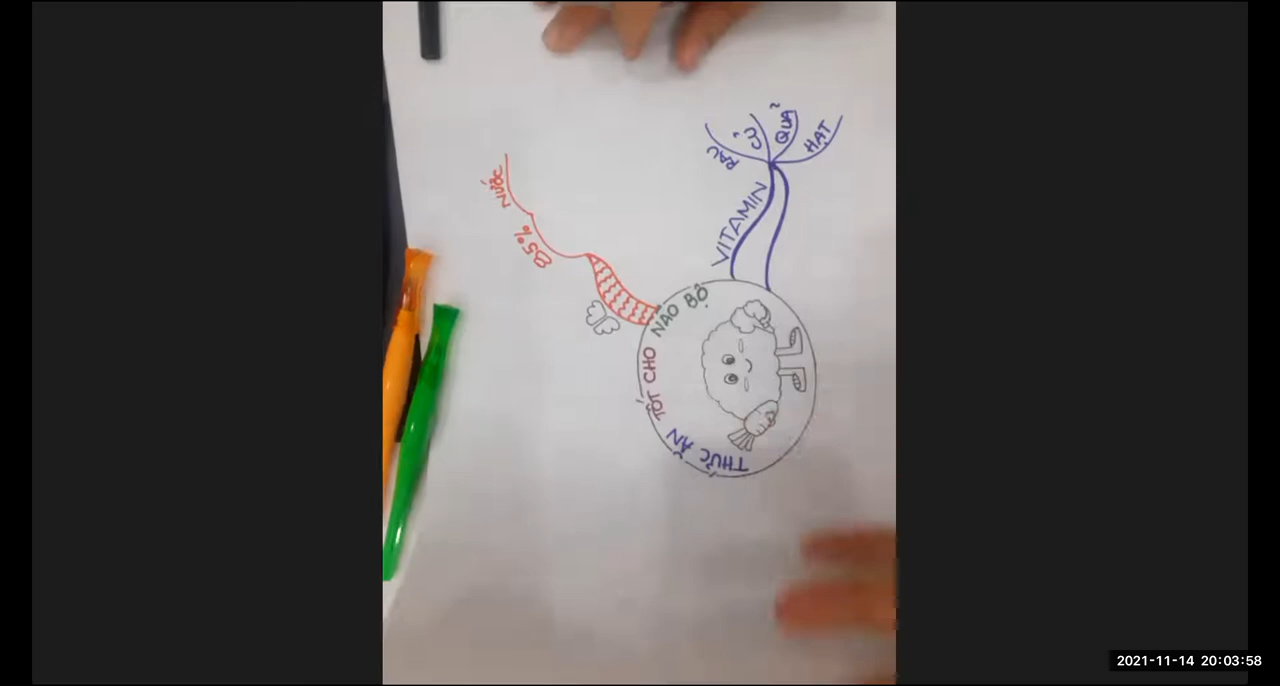 THỨC ĂN TỐT CHO NÃO BỘ
85%
NƯỚC
VITAMIN
RAU
CỦ
QUẢ
HẠT
2021-11-14 20:03:58